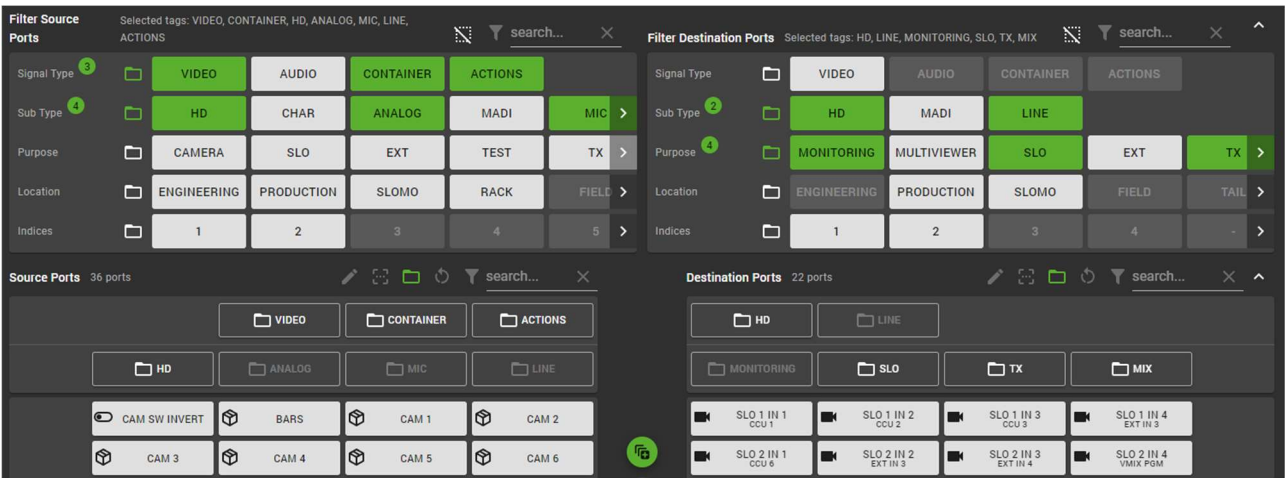 Filter Source
Ports
Selected tags: VIDEO, CONTAINER, HD, ANALOG, MIC, LINE,
ACTIONS
search...
Signal Type 3
VIDEO AUDIO CONTAINER ACTIONS
Sub Type 4
HD CHAR ANALOG MADI MIC
Purpose
CAMERA SLO EXT TEST TX
Location
ENGINEERING PRODUCTION SLOMO RACK FIELD
Indices
1 2 3 4 5
Filter Destination Ports Selected tags: HD, LINE, MONITORING, SLO, TX, MIX
search...
Signal Type
VIDEO AUDIO CONTAINER ACTIONS
Sub Type 2
HD MADI LINE
Purpose 4
MONITORING MULTIVIEWER SLO EXT TX
Location
ENGINEERING PRODUCTION SLOMO FIELD TAIL
Indices
1 2 3 4 -
Source Ports 36 ports
search...
VIDEO CONTAINER ACTIONS
HD ANALOG MIC LINE
CAM SW INVERT BARS CAM 1 CAM 2
CAM 3 CAM 4 CAM 5 CAM 6
Destination Ports 22 ports
search...
HD LINE
MONITORING SLO TX MIX
SLO 1 IN 1 SLO 1 IN 2 SLO 1 IN 3 SLO 1 IN 4
CCU 1 CCU 2 CCU 3 EXT IN 3
SLO 2 IN 1 SLO 2 IN 2 SLO 2 IN 3 SLO 2 IN 4
CCU 6 EXT IN 3 EXT IN 4 VMIX PGM